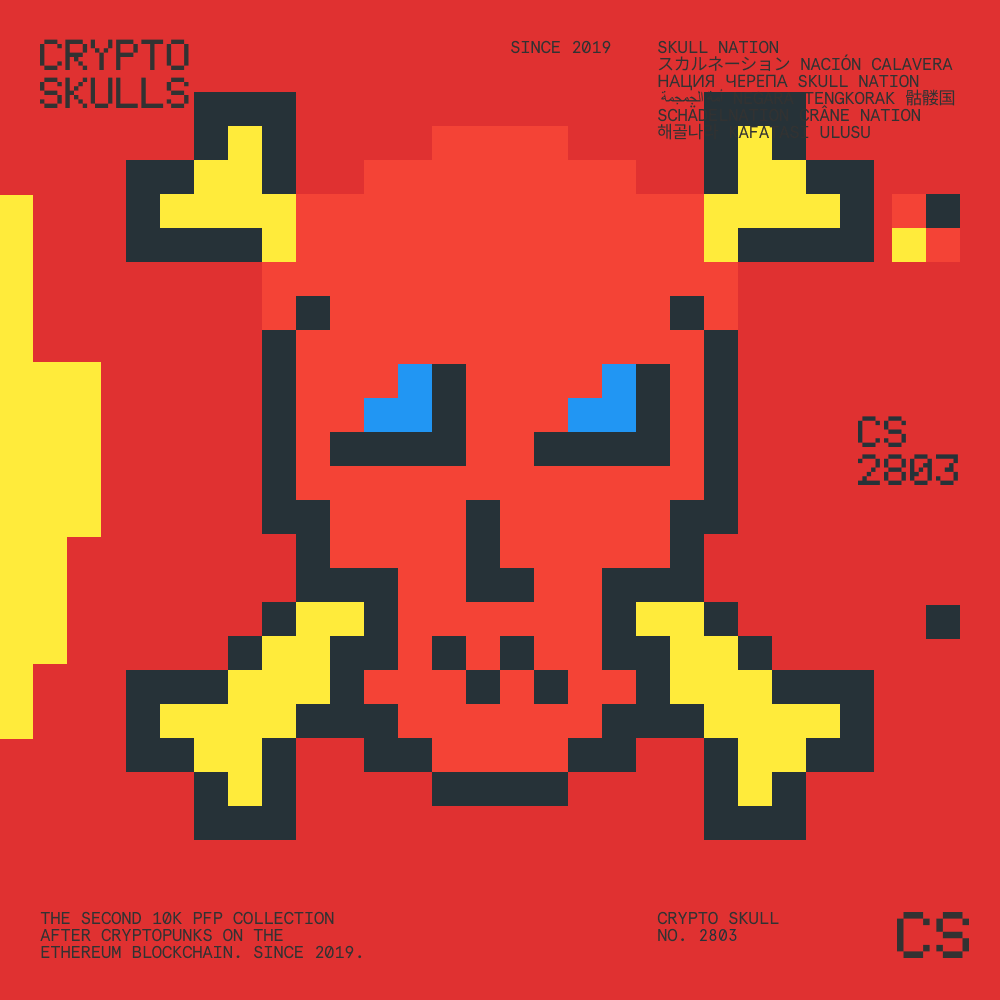 CRYPTO
SKULLS
SINCE 2019
SKULL NATION
スカルネーション NACIÓN CALAVERA
НАЦИЯ ЧЕРЕПА SKULL NATION
الجمجمة TENGKORAK 骷髅国
CRÂNE NATION
해골 ULUSU
CS
2803
THE SECOND 10K PFP COLLECTION
AFTER CRYPTOPUNKS ON THE
ETHEREUM BLOCKCHAIN. SINCE 2019.
CRYPTO SKULL
NO. 2803
CS